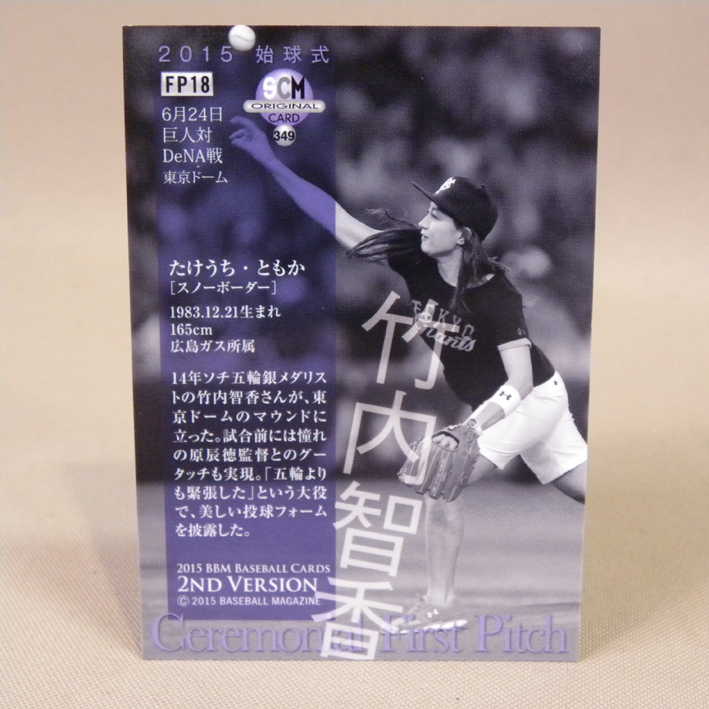 2015 始球式
FP18
SCM
ORIGINAL
CARD
349
6月24日
巨人対
DeNA戦
東京ドーム
たけうち・ともか
[スノーボーダー]
1983.12.21生まれ
165cm
広島ガス所属
14年ソチ五輪銀メダリス
トの竹内智香さんが、東
京ドームのマウンドに
立った。試合前には憧れ
の原辰徳監督とのグー
タッチも実現。「五輪より
も緊張した」という大役
で、美しい投球フォーム
を披露した。
竹内智香
TOKYO
Giants
2015 BBM BASEBALL CARDS
2ND VERSION
© 2015 BASEBALL MAGAZINE
Ceremonial First Pitch